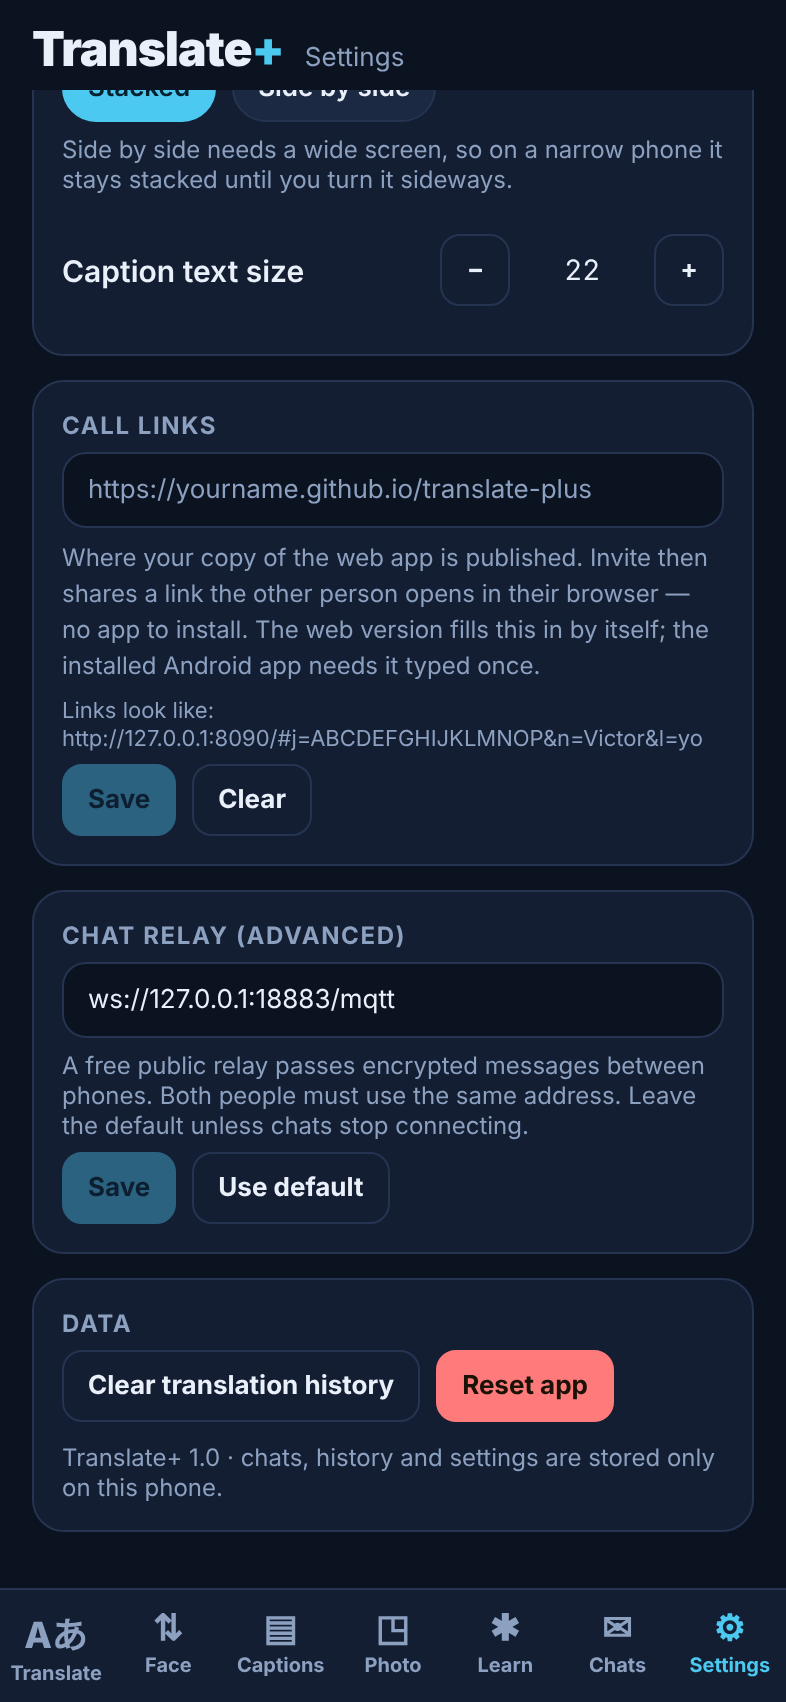 Translate+ Settings
Stacked Side by side
Side by side needs a wide screen, so on a narrow phone it
stays stacked until you turn it sideways.
Caption text size − 22 +
CALL LINKS
https://yourname.github.io/translate-plus
Where your copy of the web app is published. Invite then
shares a link the other person opens in their browser —
no app to install. The web version fills this in by itself; the
installed Android app needs it typed once.
Links look like:
http://127.0.0.1:8090/#j=ABCDEFGHIJKLMNOP&n=Victor&l=yo
Save Clear
CHAT RELAY (ADVANCED)
ws://127.0.0.1:18883/mqtt
A free public relay passes encrypted messages between
phones. Both people must use the same address. Leave
the default unless chats stop connecting.
Save Use default
DATA
Clear translation history Reset app
Translate+ 1.0 · chats, history and settings are stored only
on this phone.
Aあ
Translate Face Captions Photo Learn Chats Settings